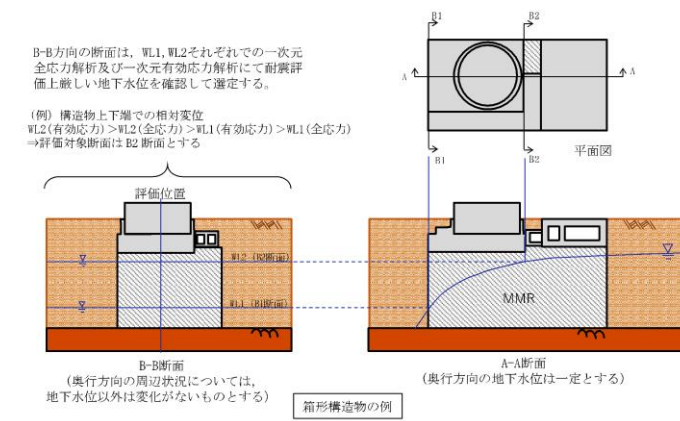 B-B方向の断面は，WL1,WL2それぞれでの一次元
全応力解析及び一次元有効応力解析にて耐震評
価上厳しい地下水位を確認して選定する。
(例) 構造物上下端での相対変位
WL2(有効応力)＞WL2(全応力)＞WL1(有効応力)＞WL1(全応力)
⇒評価対象断面は B2 断面とする
B1
B2
A
A
B1
B2
平面図
評価位置
WL2 (B2断面)
WL1 (B1断面)
MMR
B-B断面
(奥行方向の周辺状況については，
地下水位以外は変化がないものとする)
A-A断面
(奥行方向の地下水位は一定とする)
箱形構造物の例